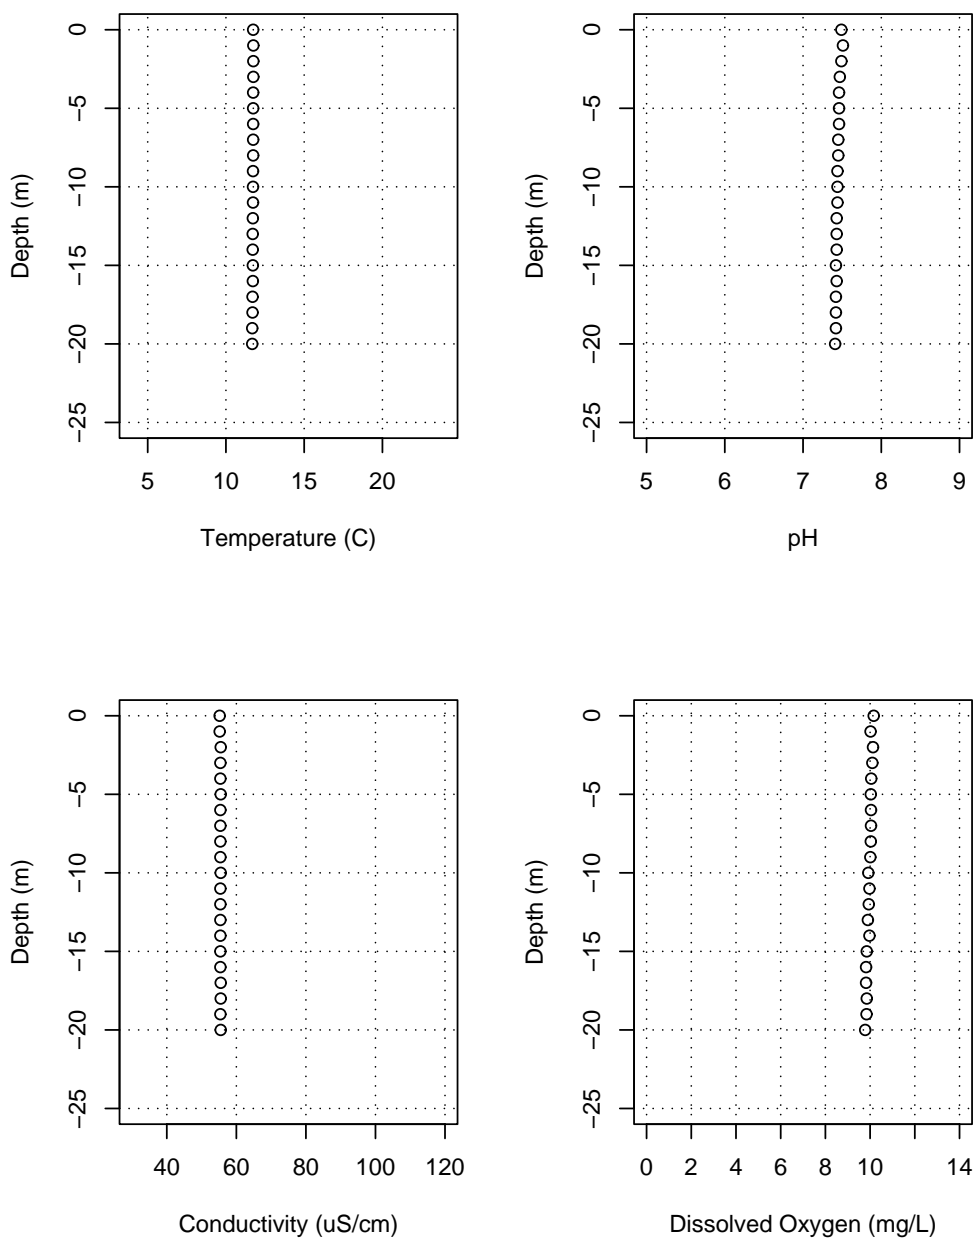 0
−5
−10
−15
−20
−25
Depth (m)
5 10 15 20
Temperature (C)
0
−5
−10
−15
−20
−25
Depth (m)
5 6 7 8 9
pH
0
−5
−10
−15
−20
−25
Depth (m)
40 60 80 100 120
Conductivity (uS/cm)
0
−5
−10
−15
−20
−25
Depth (m)
0 2 4 6 8 10 14
Dissolved Oxygen (mg/L)